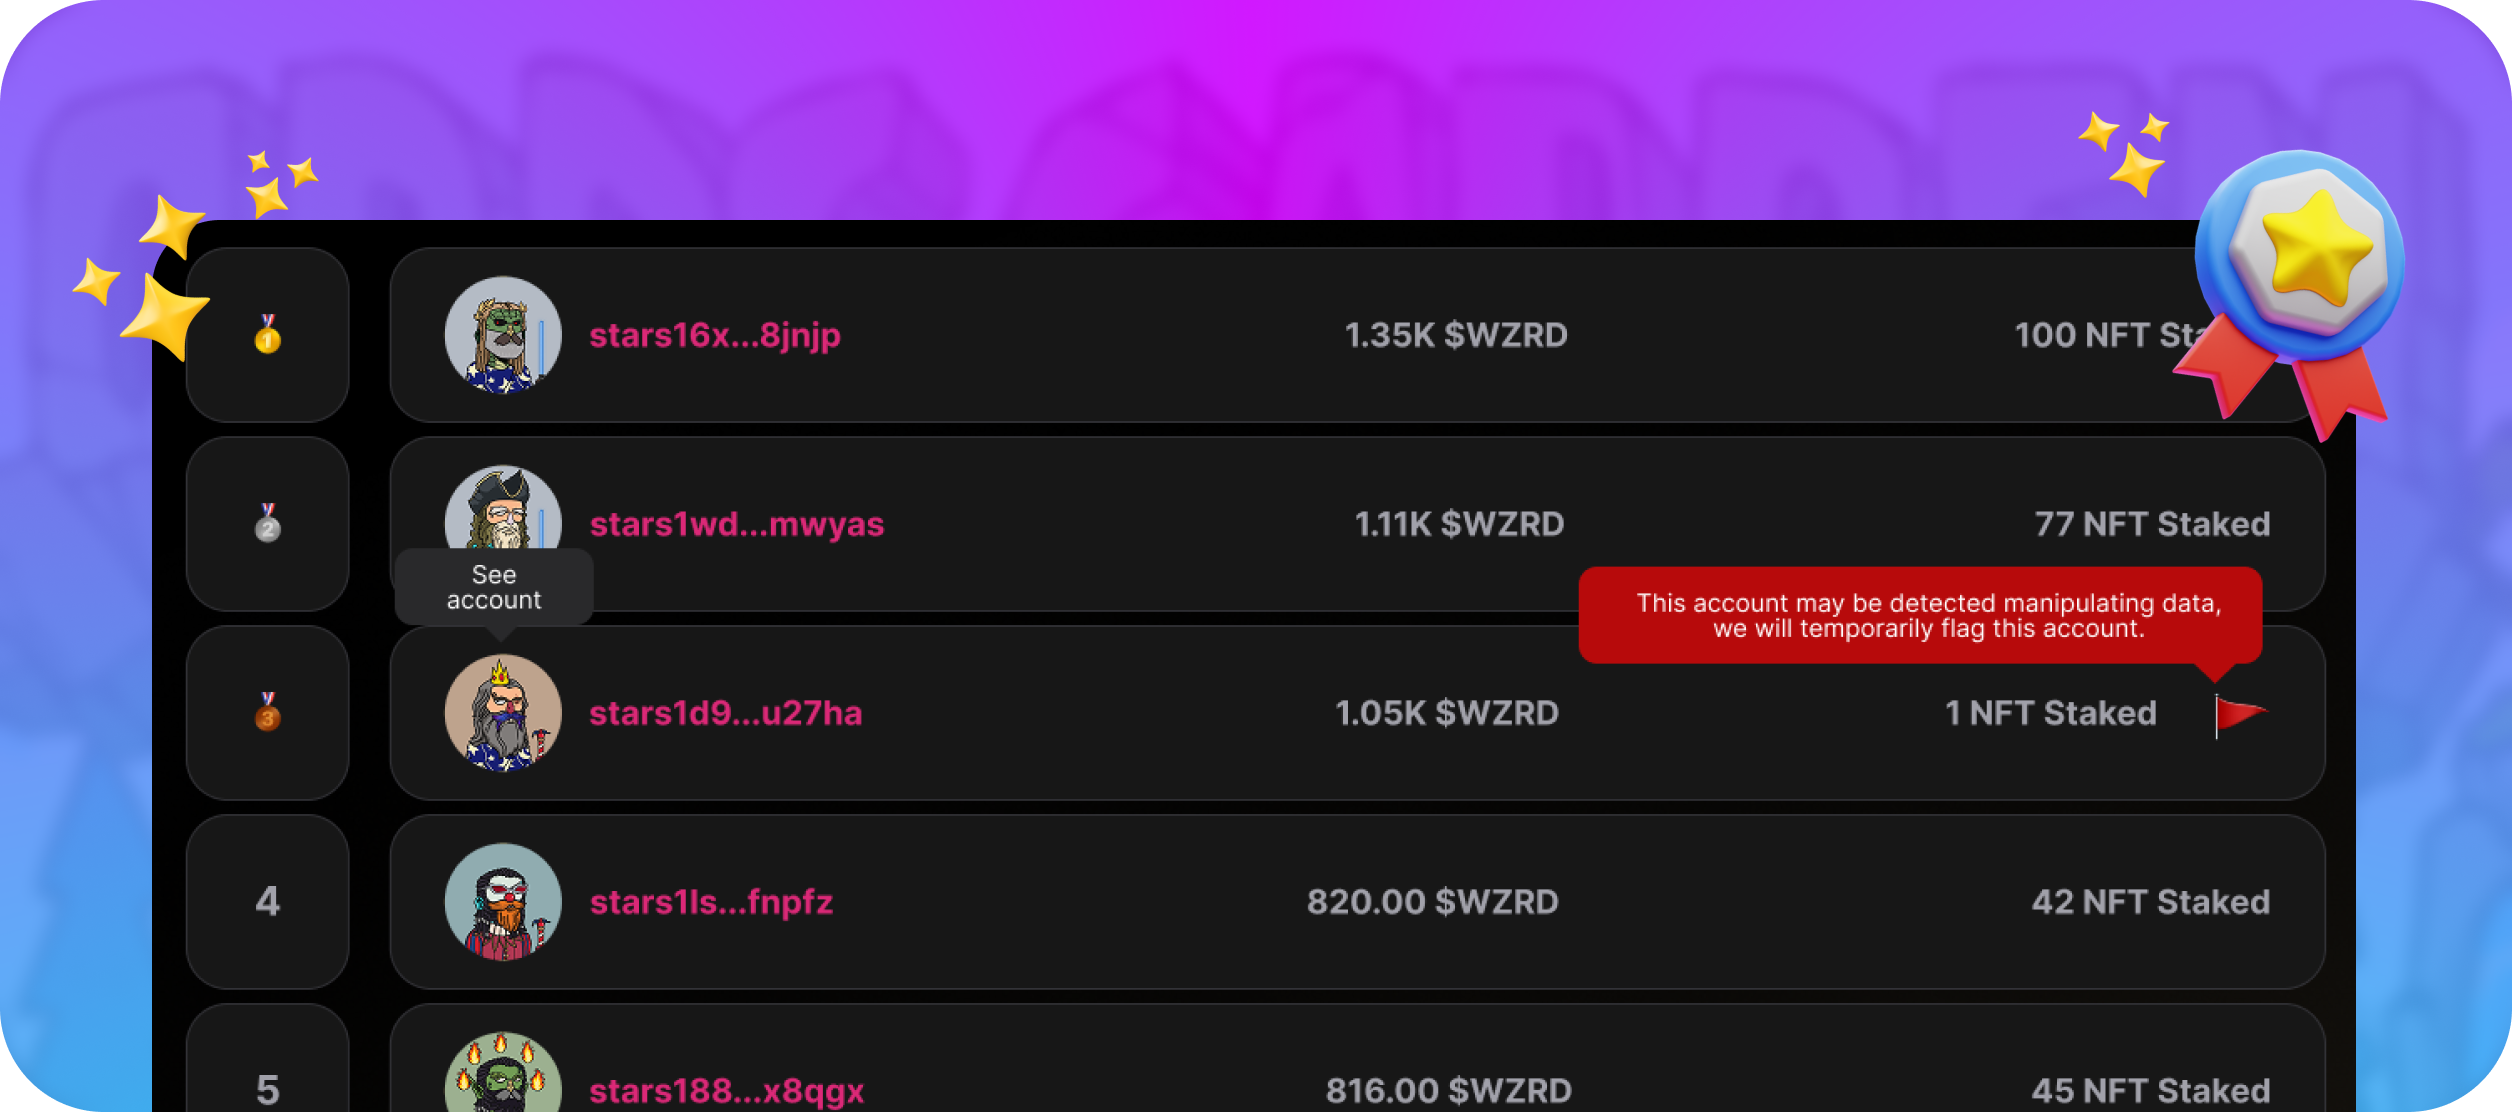 1
stars16x...8jnjp
1.35K $WZRD
100 NFT
2
stars1wd...mwyas
1.11K $WZRD
77 NFT Staked
See
account
This account may be detected manipulating data,
we will temporarily flag this account.
3
stars1d9...u27ha
1.05K $WZRD
1 NFT Staked
4
stars1ls...fnpfz
820.00 $WZRD
42 NFT Staked
5
stars188...x8qgx
816.00 $WZRD
45 NFT Staked